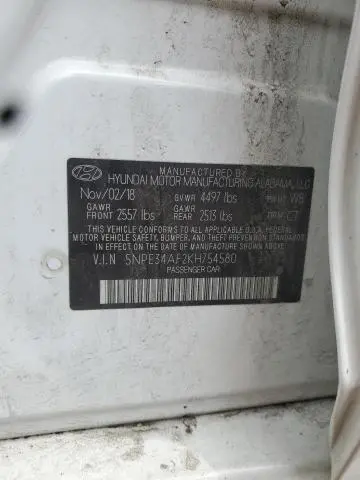 MANUFACTURED BY
HYUNDAI MOTOR MANUFACTURING ALABAMA, LLC
Nov/02/18 GVWR 4497 lbs W8
GAWR FRONT 2557 lbs GAWR REAR 2513 lbs
THIS VEHICLE CONFORMS TO ALL APPLICABLE U.S. FEDERAL
MOTOR VEHICLE SAFETY, BUMPER, AND THEFT PREVENTION
STANDARDS IN EFFECT ON THE DATE OF MANUFACTURE SHOWN ABOVE.
V.I.N 5NPE34AF2KH754580
PASSENGER CAR